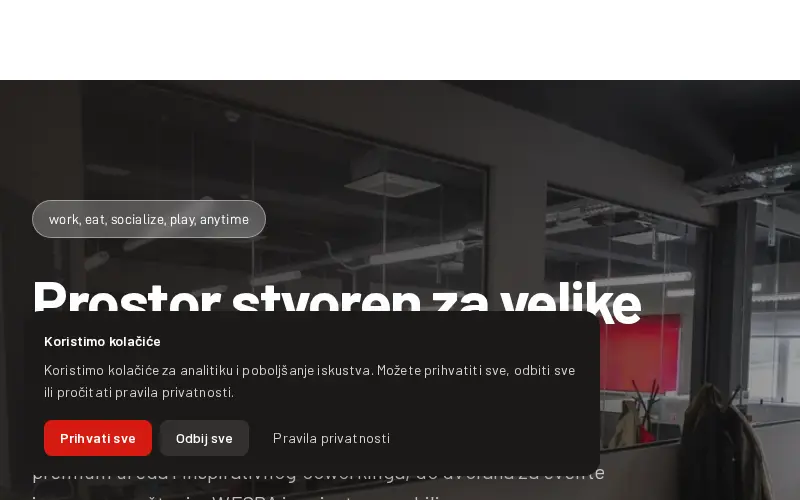 work, eat, socialize, play, anytime
Prostor stvoren za velike
Koristimo kolačiće
Koristimo kolačiće za analitiku i poboljšanje iskustva. Možete prihvatiti sve, odbiti sve
ili pročitati pravila privatnosti.
Prihvati sve
Odbij sve
Pravila privatnosti